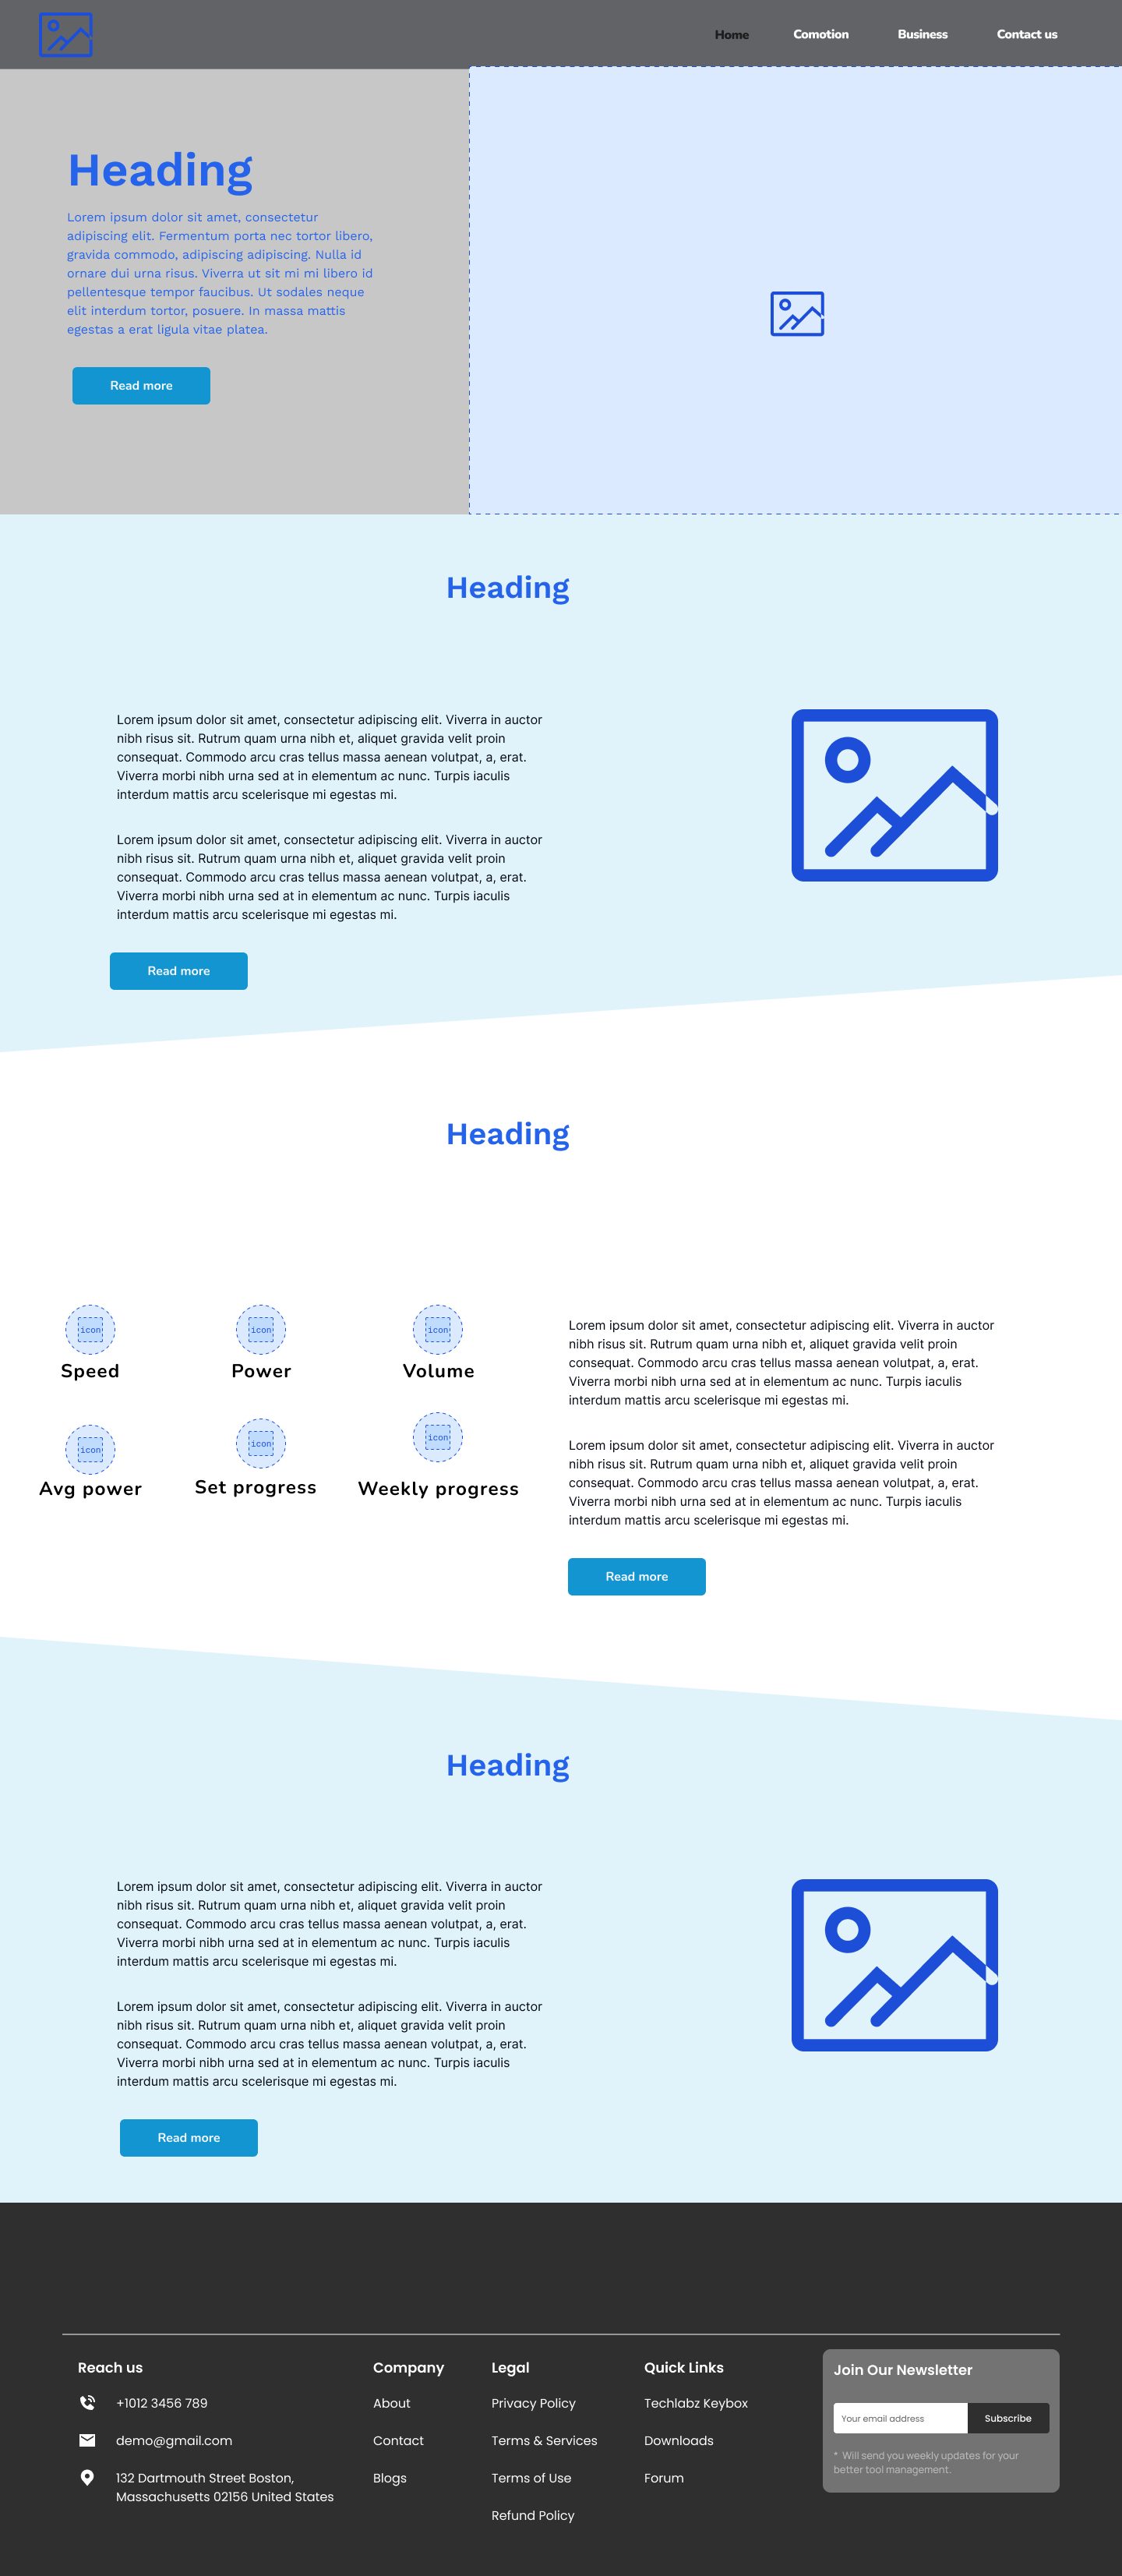 Home
Comotion
Business
Contact us
Heading
Lorem ipsum dolor sit amet, consectetur
adipiscing elit. Fermentum porta nec tortor libero,
gravida commodo, adipiscing adipiscing. Nulla id
ornare dui urna risus. Viverra ut sit mi mi libero id
pellentesque tempor faucibus. Ut sodales neque
elit interdum tortor, posuere. In massa mattis
egestas a erat ligula vitae platea.
Read more
Heading
Lorem ipsum dolor sit amet, consectetur adipiscing elit. Viverra in auctor
nibh risus sit. Rutrum quam urna nibh et, aliquet gravida velit proin
consequat. Commodo arcu cras tellus massa aenean volutpat, a, erat.
Viverra morbi nibh urna sed at in elementum ac nunc. Turpis iaculis
interdum mattis arcu scelerisque mi egestas mi.
Lorem ipsum dolor sit amet, consectetur adipiscing elit. Viverra in auctor
nibh risus sit. Rutrum quam urna nibh et, aliquet gravida velit proin
consequat. Commodo arcu cras tellus massa aenean volutpat, a, erat.
Viverra morbi nibh urna sed at in elementum ac nunc. Turpis iaculis
interdum mattis arcu scelerisque mi egestas mi.
Read more
Heading
icon
icon
icon
Speed
Power
Volume
icon
icon
icon
Avg power
Set progress
Weekly progress
Lorem ipsum dolor sit amet, consectetur adipiscing elit. Viverra in auctor
nibh risus sit. Rutrum quam urna nibh et, aliquet gravida velit proin
consequat. Commodo arcu cras tellus massa aenean volutpat, a, erat.
Viverra morbi nibh urna sed at in elementum ac nunc. Turpis iaculis
interdum mattis arcu scelerisque mi egestas mi.
Lorem ipsum dolor sit amet, consectetur adipiscing elit. Viverra in auctor
nibh risus sit. Rutrum quam urna nibh et, aliquet gravida velit proin
consequat. Commodo arcu cras tellus massa aenean volutpat, a, erat.
Viverra morbi nibh urna sed at in elementum ac nunc. Turpis iaculis
interdum mattis arcu scelerisque mi egestas mi.
Read more
Heading
Lorem ipsum dolor sit amet, consectetur adipiscing elit. Viverra in auctor
nibh risus sit. Rutrum quam urna nibh et, aliquet gravida velit proin
consequat. Commodo arcu cras tellus massa aenean volutpat, a, erat.
Viverra morbi nibh urna sed at in elementum ac nunc. Turpis iaculis
interdum mattis arcu scelerisque mi egestas mi.
Lorem ipsum dolor sit amet, consectetur adipiscing elit. Viverra in auctor
nibh risus sit. Rutrum quam urna nibh et, aliquet gravida velit proin
consequat. Commodo arcu cras tellus massa aenean volutpat, a, erat.
Viverra morbi nibh urna sed at in elementum ac nunc. Turpis iaculis
interdum mattis arcu scelerisque mi egestas mi.
Read more
Reach us
+1012 3456 789
demo@gmail.com
132 Dartmouth Street Boston,
Massachusetts 02156 United States
Company
About
Contact
Blogs
Legal
Privacy Policy
Terms & Services
Terms of Use
Refund Policy
Quick Links
Techlabz Keybox
Downloads
Forum
Join Our Newsletter
Your email address
Subscribe
* Will send you weekly updates for your
better tool management.